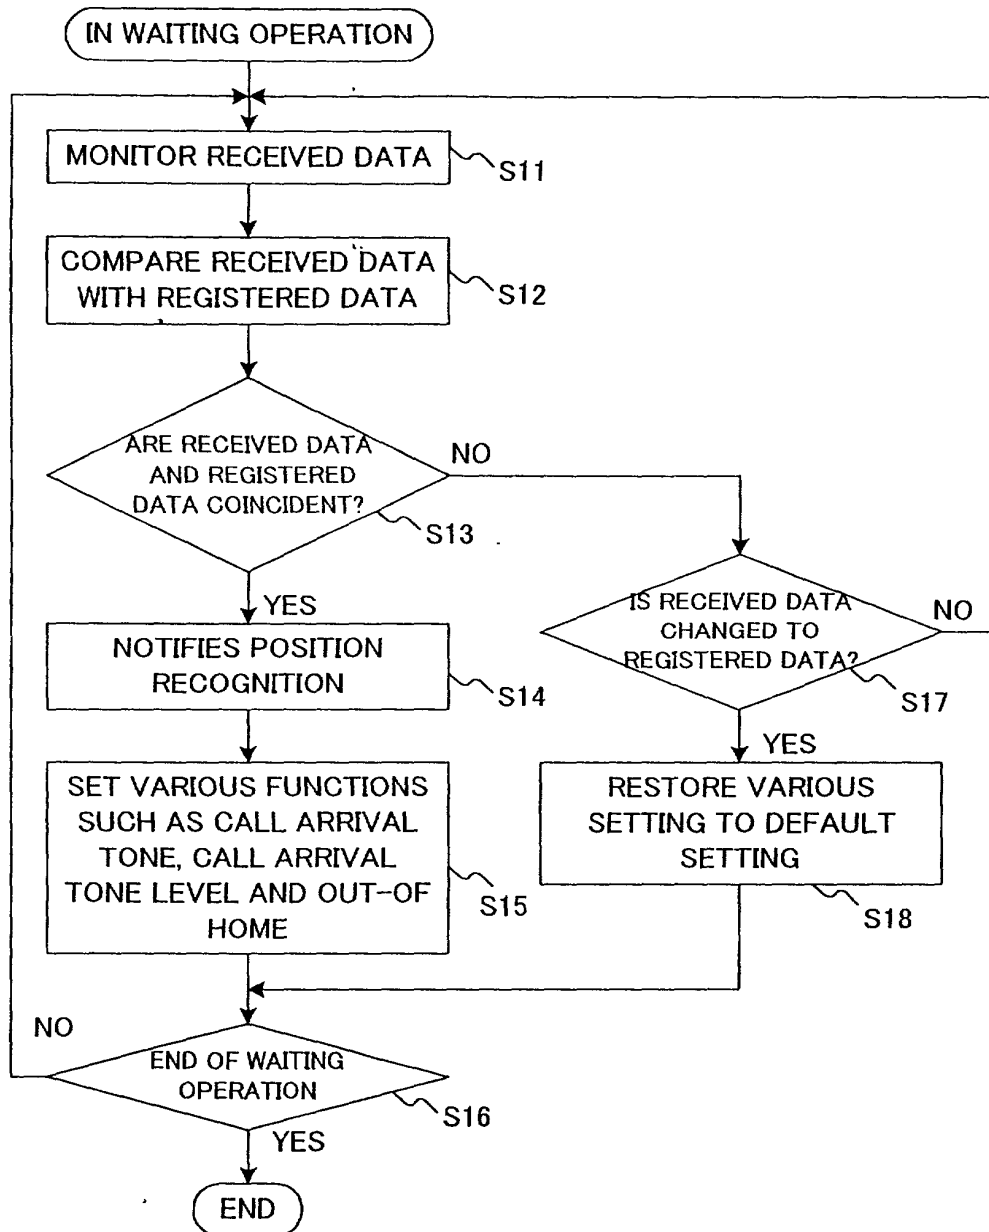 IN WAITING OPERATION
MONITOR RECEIVED DATA
S11
COMPARE RECEIVED DATA
WITH REGISTERED DATA
S12
ARE RECEIVED DATA
AND REGISTERED
DATA COINCIDENT?
S13
NO
YES
NOTIFIES POSITION
RECOGNITION
S14
SET VARIOUS FUNCTIONS
SUCH AS CALL ARRIVAL
TONE, CALL ARRIVAL
TONE LEVEL AND OUT-OF
HOME
S15
IS RECEIVED DATA
CHANGED TO
REGISTERED DATA?
S17
NO
YES
RESTORE VARIOUS
SETTING TO DEFAULT
SETTING
S18
NO
END OF WAITING
OPERATION
S16
YES
END